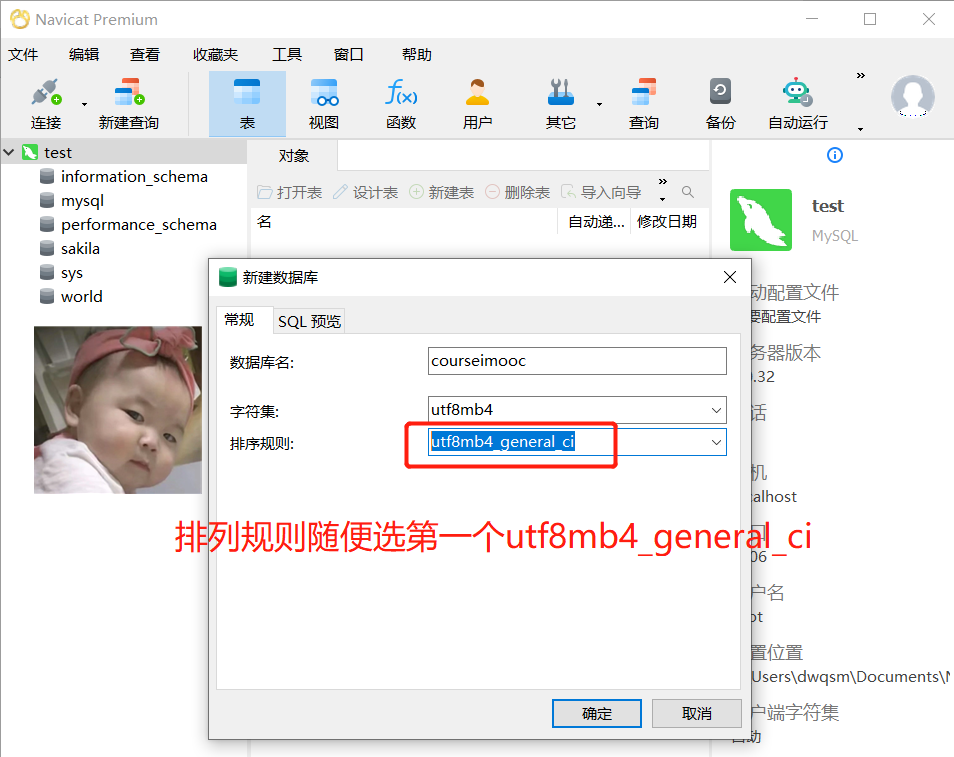 Navicat Premium
文件 编辑 查看 收藏夹 工具 窗口 帮助
连接 新建查询 表 视图 函数 用户 其它 查询 备份 自动运行
test
information_schema
mysql
performance_schema
sakila
sys
world
对象
打开表 设计表 新建表 删除表 导入向导
名 自动递... 修改日期
test
MySQL
动配置文件
要配置文件
务器版本
.32
话
机
alhost
口
06
户名
ot
置位置
Users\dwqsm\Documents\N
户端字符集
自动
新建数据库
常规 SQL 预览
数据库名: courseimooc
字符集: utf8mb4
排序规则: utf8mb4_general_ci
排列规则随便选第一个utf8mb4_general_ci
确定 取消